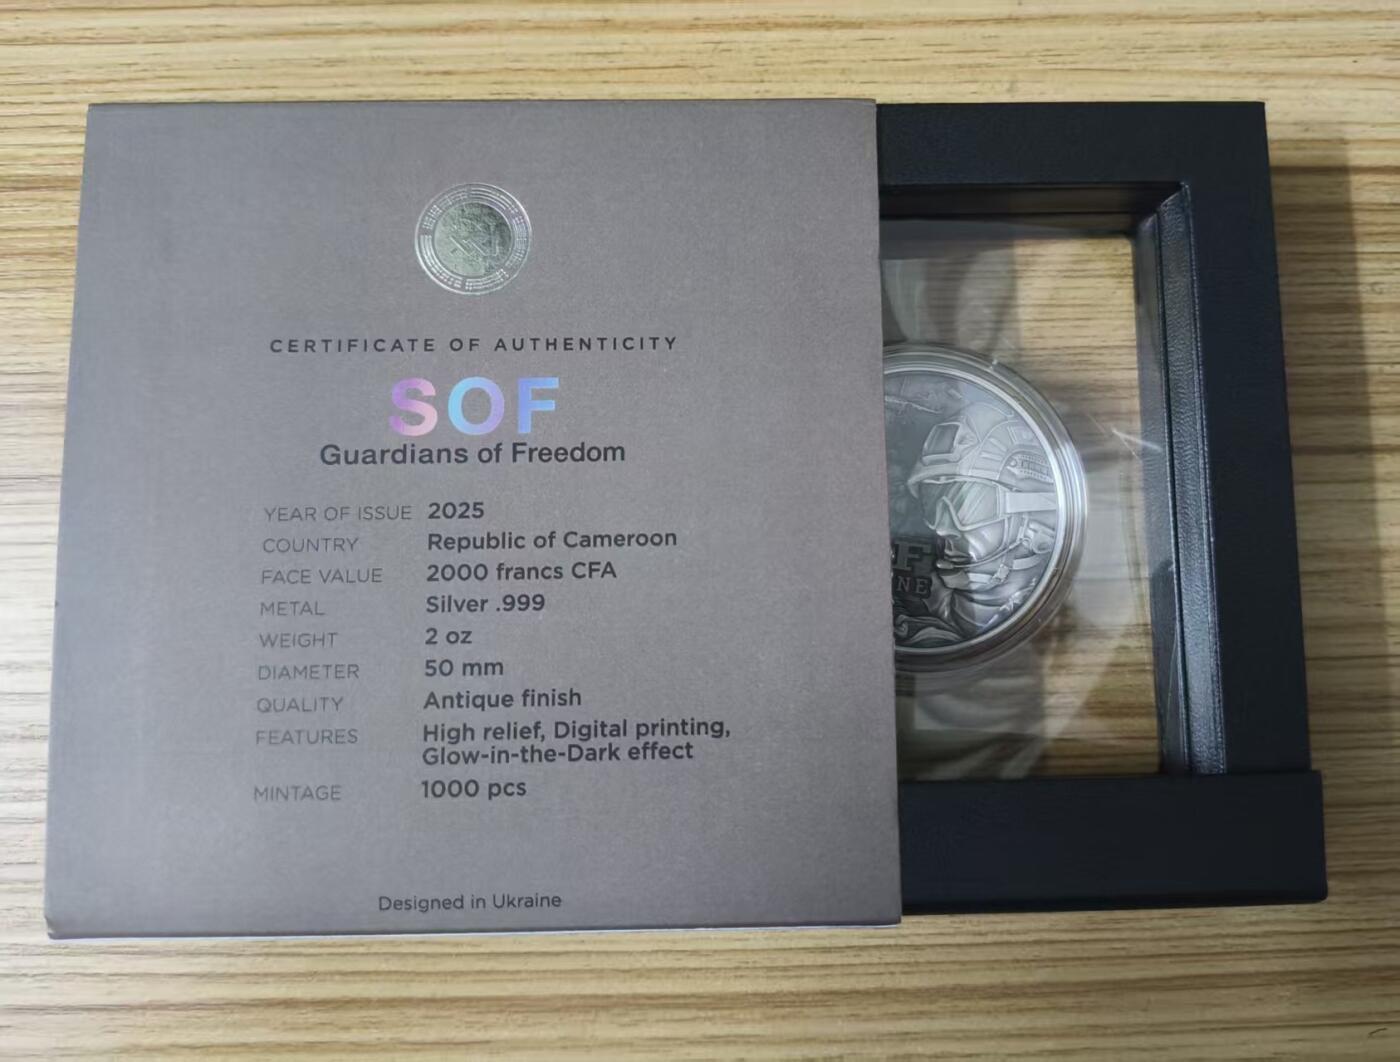 CERTIFICATE OF AUTHENTICITY
SOF
Guardians of Freedom
YEAR OF ISSUE 2025
COUNTRY Republic of Cameroon
FACE VALUE 2000 francs CFA
METAL Silver .999
WEIGHT 2 oz
DIAMETER 50 mm
QUALITY Antique finish
FEATURES High relief, Digital printing,
Glow-in-the-Dark effect
MINTAGE 1000 pcs
Designed in Ukraine
F
NE